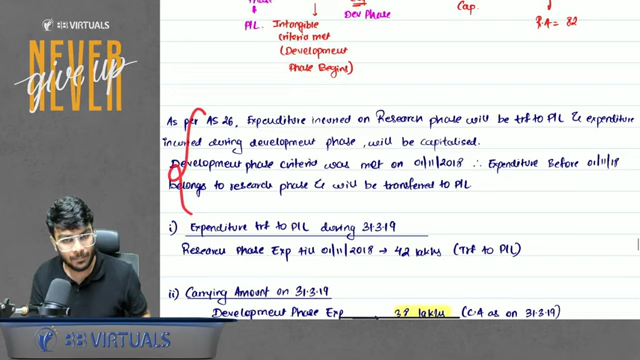 BB VIRTUALS
NEVER
give up
NEVER
PIL
Intangible
criteria met
(Development
Phase Begins)
Dev Phase
Cap.
R.A = 82
As per AS 26, Expenditure incurred on Research phase will be trf to P/L & expenditure
incurred during development phase, will be capitalised.
Development phase criteria was met on 01/11/2018 ∴ Expenditure Before 01/11/18
belongs to research phase & will be transferred to P/L
i) Expenditure trf to P/L during 31.3.19
Research Phase Exp till 01/11/2018 → 42 lakhs (Trf to P/L)
ii) Carrying Amount on 31.3.19
Development Phase Exp 38 lakhs (C.A as on 31.3.19)
BB VIRTUALS